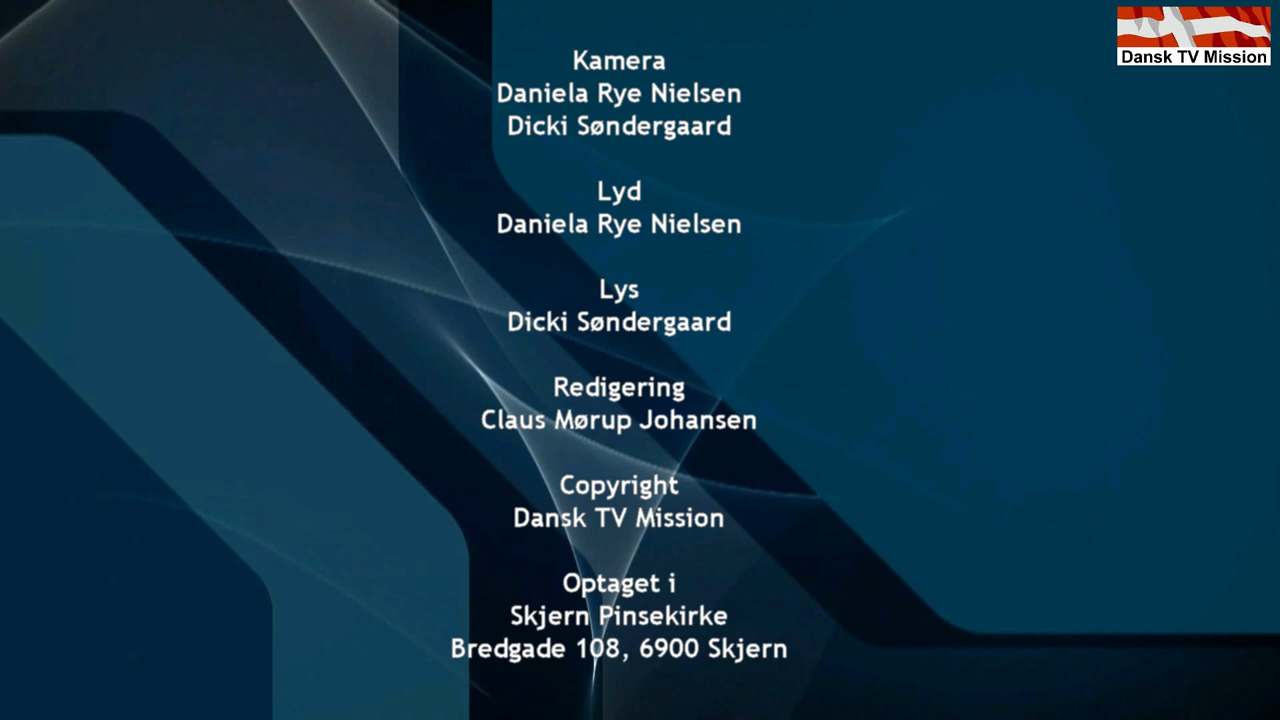 Dansk TV Mission
Kamera
Daniela Rye Nielsen
Dicki Søndergaard
Lyd
Daniela Rye Nielsen
Lys
Dicki Søndergaard
Redigering
Claus Mørup Johansen
Copyright
Dansk TV Mission
Optaget i
Skjern Pinsekirke
Bredgade 108, 6900 Skjern